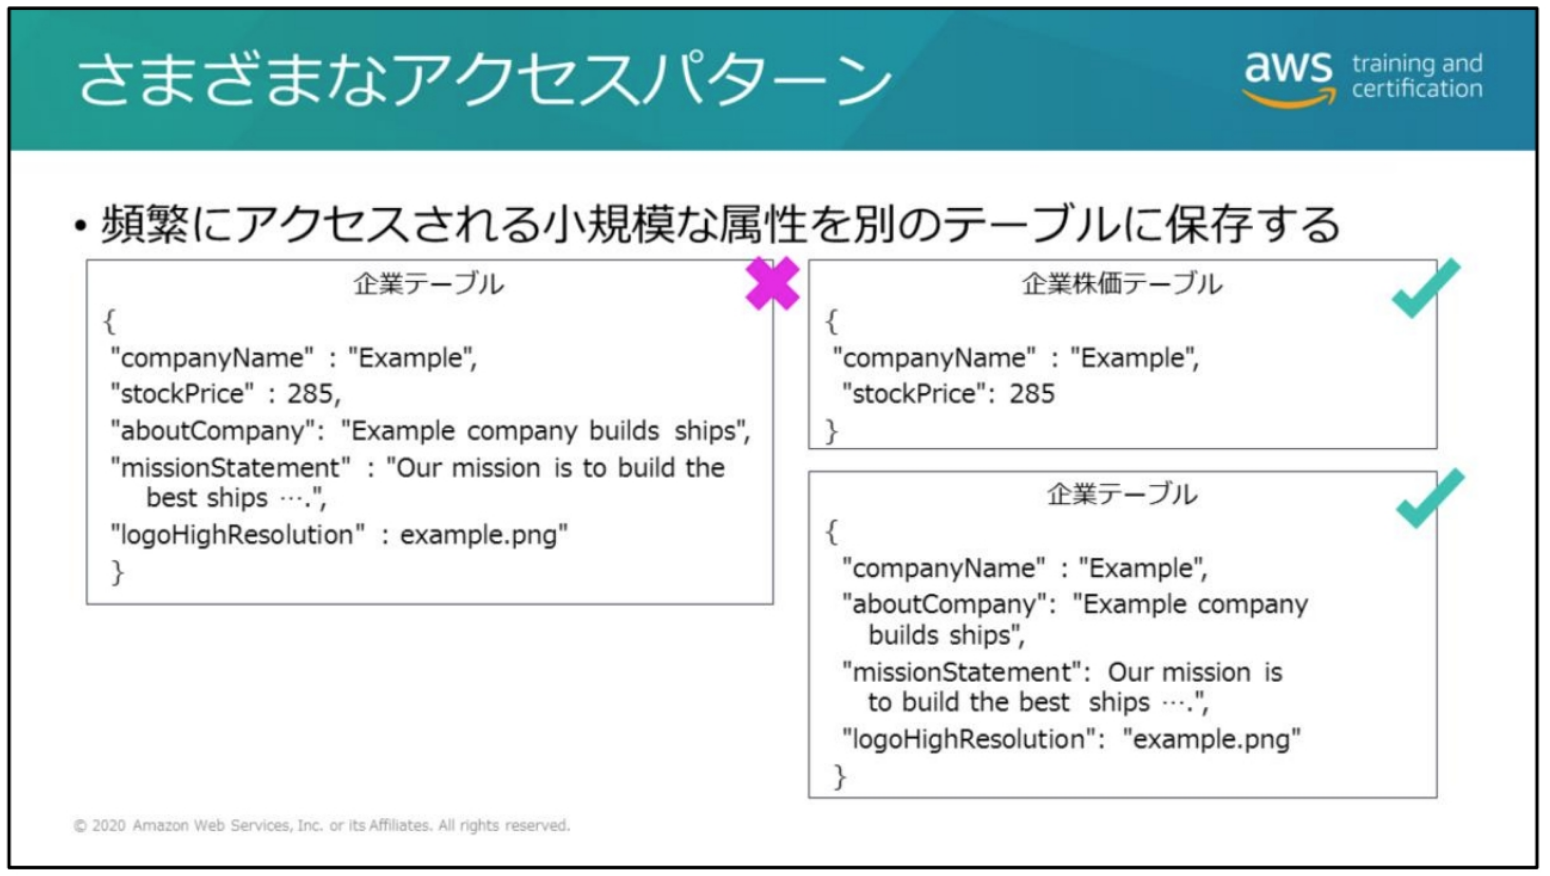 さまざまなアクセスパターン
aws training and
certification
• 頻繁にアクセスされる小規模な属性を別のテーブルに保存する
企業テーブル
{
"companyName" : "Example",
"stockPrice" : 285,
"aboutCompany": "Example company builds ships",
"missionStatement" : "Our mission is to build the
best ships ….",
"logoHighResolution" : example.png"
}
企業株価テーブル
{
"companyName" : "Example",
"stockPrice": 285
}
企業テーブル
{
"companyName" : "Example",
"aboutCompany": "Example company
builds ships",
"missionStatement": Our mission is
to build the best ships ….",
"logoHighResolution": "example.png"
}
© 2020 Amazon Web Services, Inc. or its Affiliates. All rights reserved.